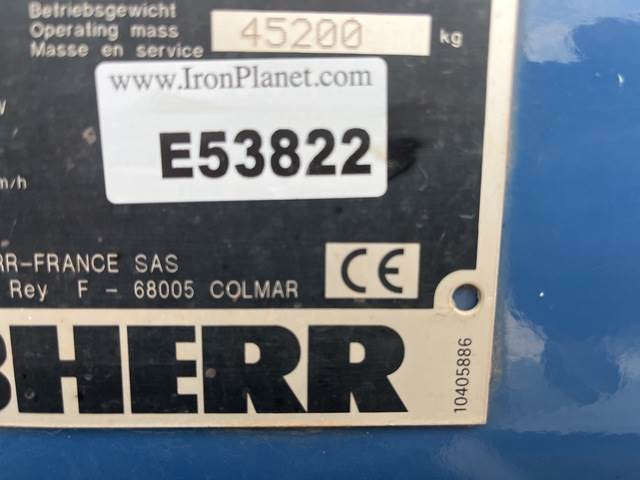 Betriebsgewicht
Operating mass 45200 kg
Masse en service
www.IronPlanet.com
E53822
m/h
RR-FRANCE SAS
Rey F - 68005 COLMAR
CE
BHERR
10405886